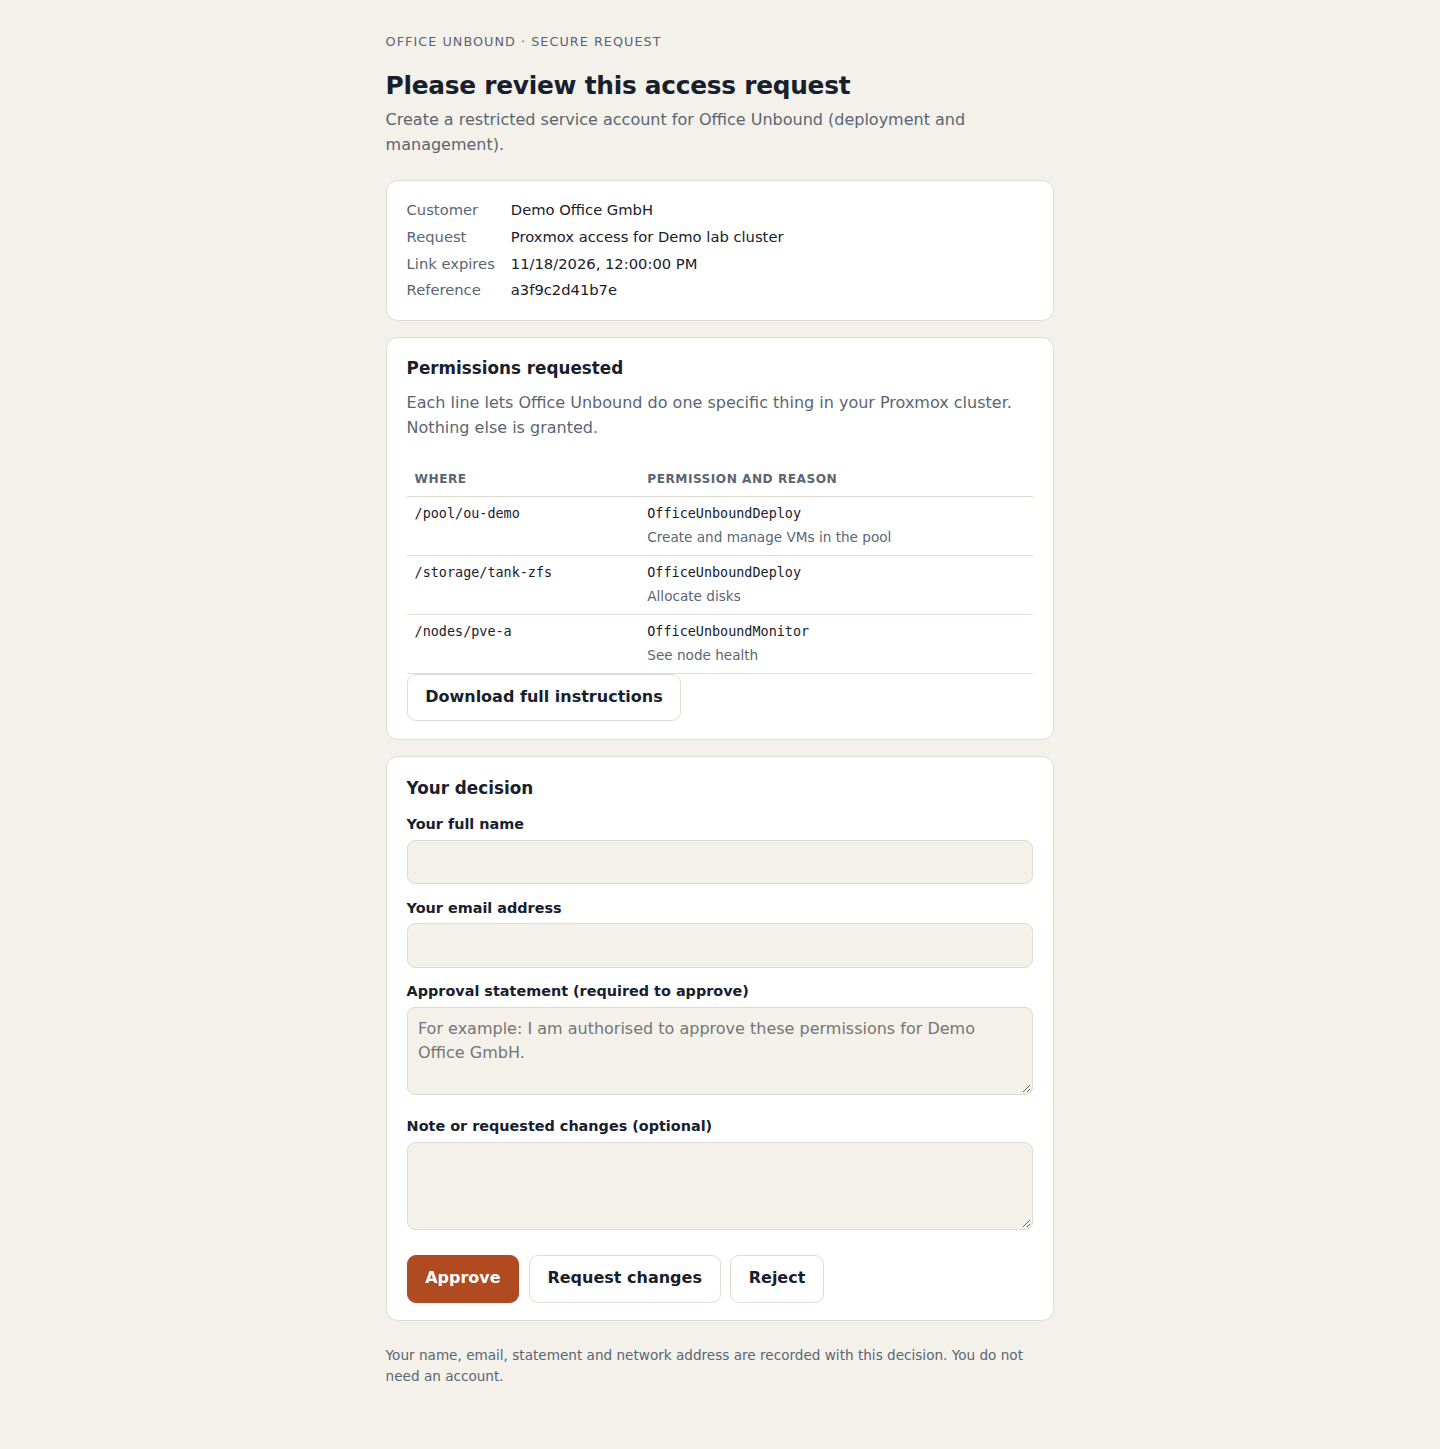 OFFICE UNBOUND · SECURE REQUEST
Please review this access request
Create a restricted service account for Office Unbound (deployment and
management).
Customer Demo Office GmbH
Request Proxmox access for Demo lab cluster
Link expires 11/18/2026, 12:00:00 PM
Reference a3f9c2d41b7e
Permissions requested
Each line lets Office Unbound do one specific thing in your Proxmox cluster.
Nothing else is granted.
WHERE PERMISSION AND REASON
/pool/ou-demo OfficeUnboundDeploy
Create and manage VMs in the pool
/storage/tank-zfs OfficeUnboundDeploy
Allocate disks
/nodes/pve-a OfficeUnboundMonitor
See node health
Download full instructions
Your decision
Your full name
Your email address
Approval statement (required to approve)
For example: I am authorised to approve these permissions for Demo
Office GmbH.
Note or requested changes (optional)
Approve Request changes Reject
Your name, email, statement and network address are recorded with this decision. You do not
need an account.